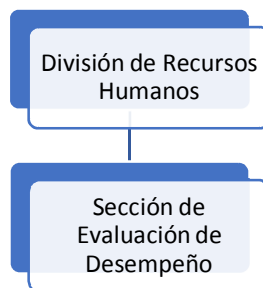 División de Recursos
Humanos
Sección de
Evaluación de
Desempeño